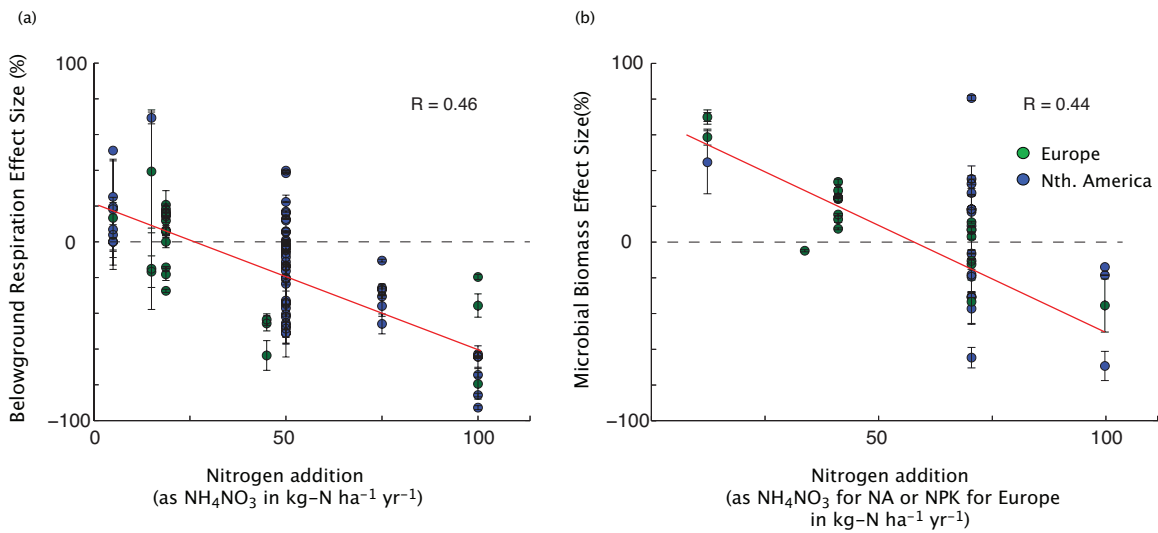 (a)
Belowground Respiration Effect Size (%)
100
0
−100
R = 0.46
0
50
100
Nitrogen addition
(as NH₄NO₃ in kg–N ha⁻¹ yr⁻¹)
(b)
Microbial Biomass Effect Size(%)
100
0
−100
R = 0.44
Europe
Nth. America
50
100
Nitrogen addition
(as NH₄NO₃ for NA or NPK for Europe
in kg–N ha⁻¹ yr⁻¹)